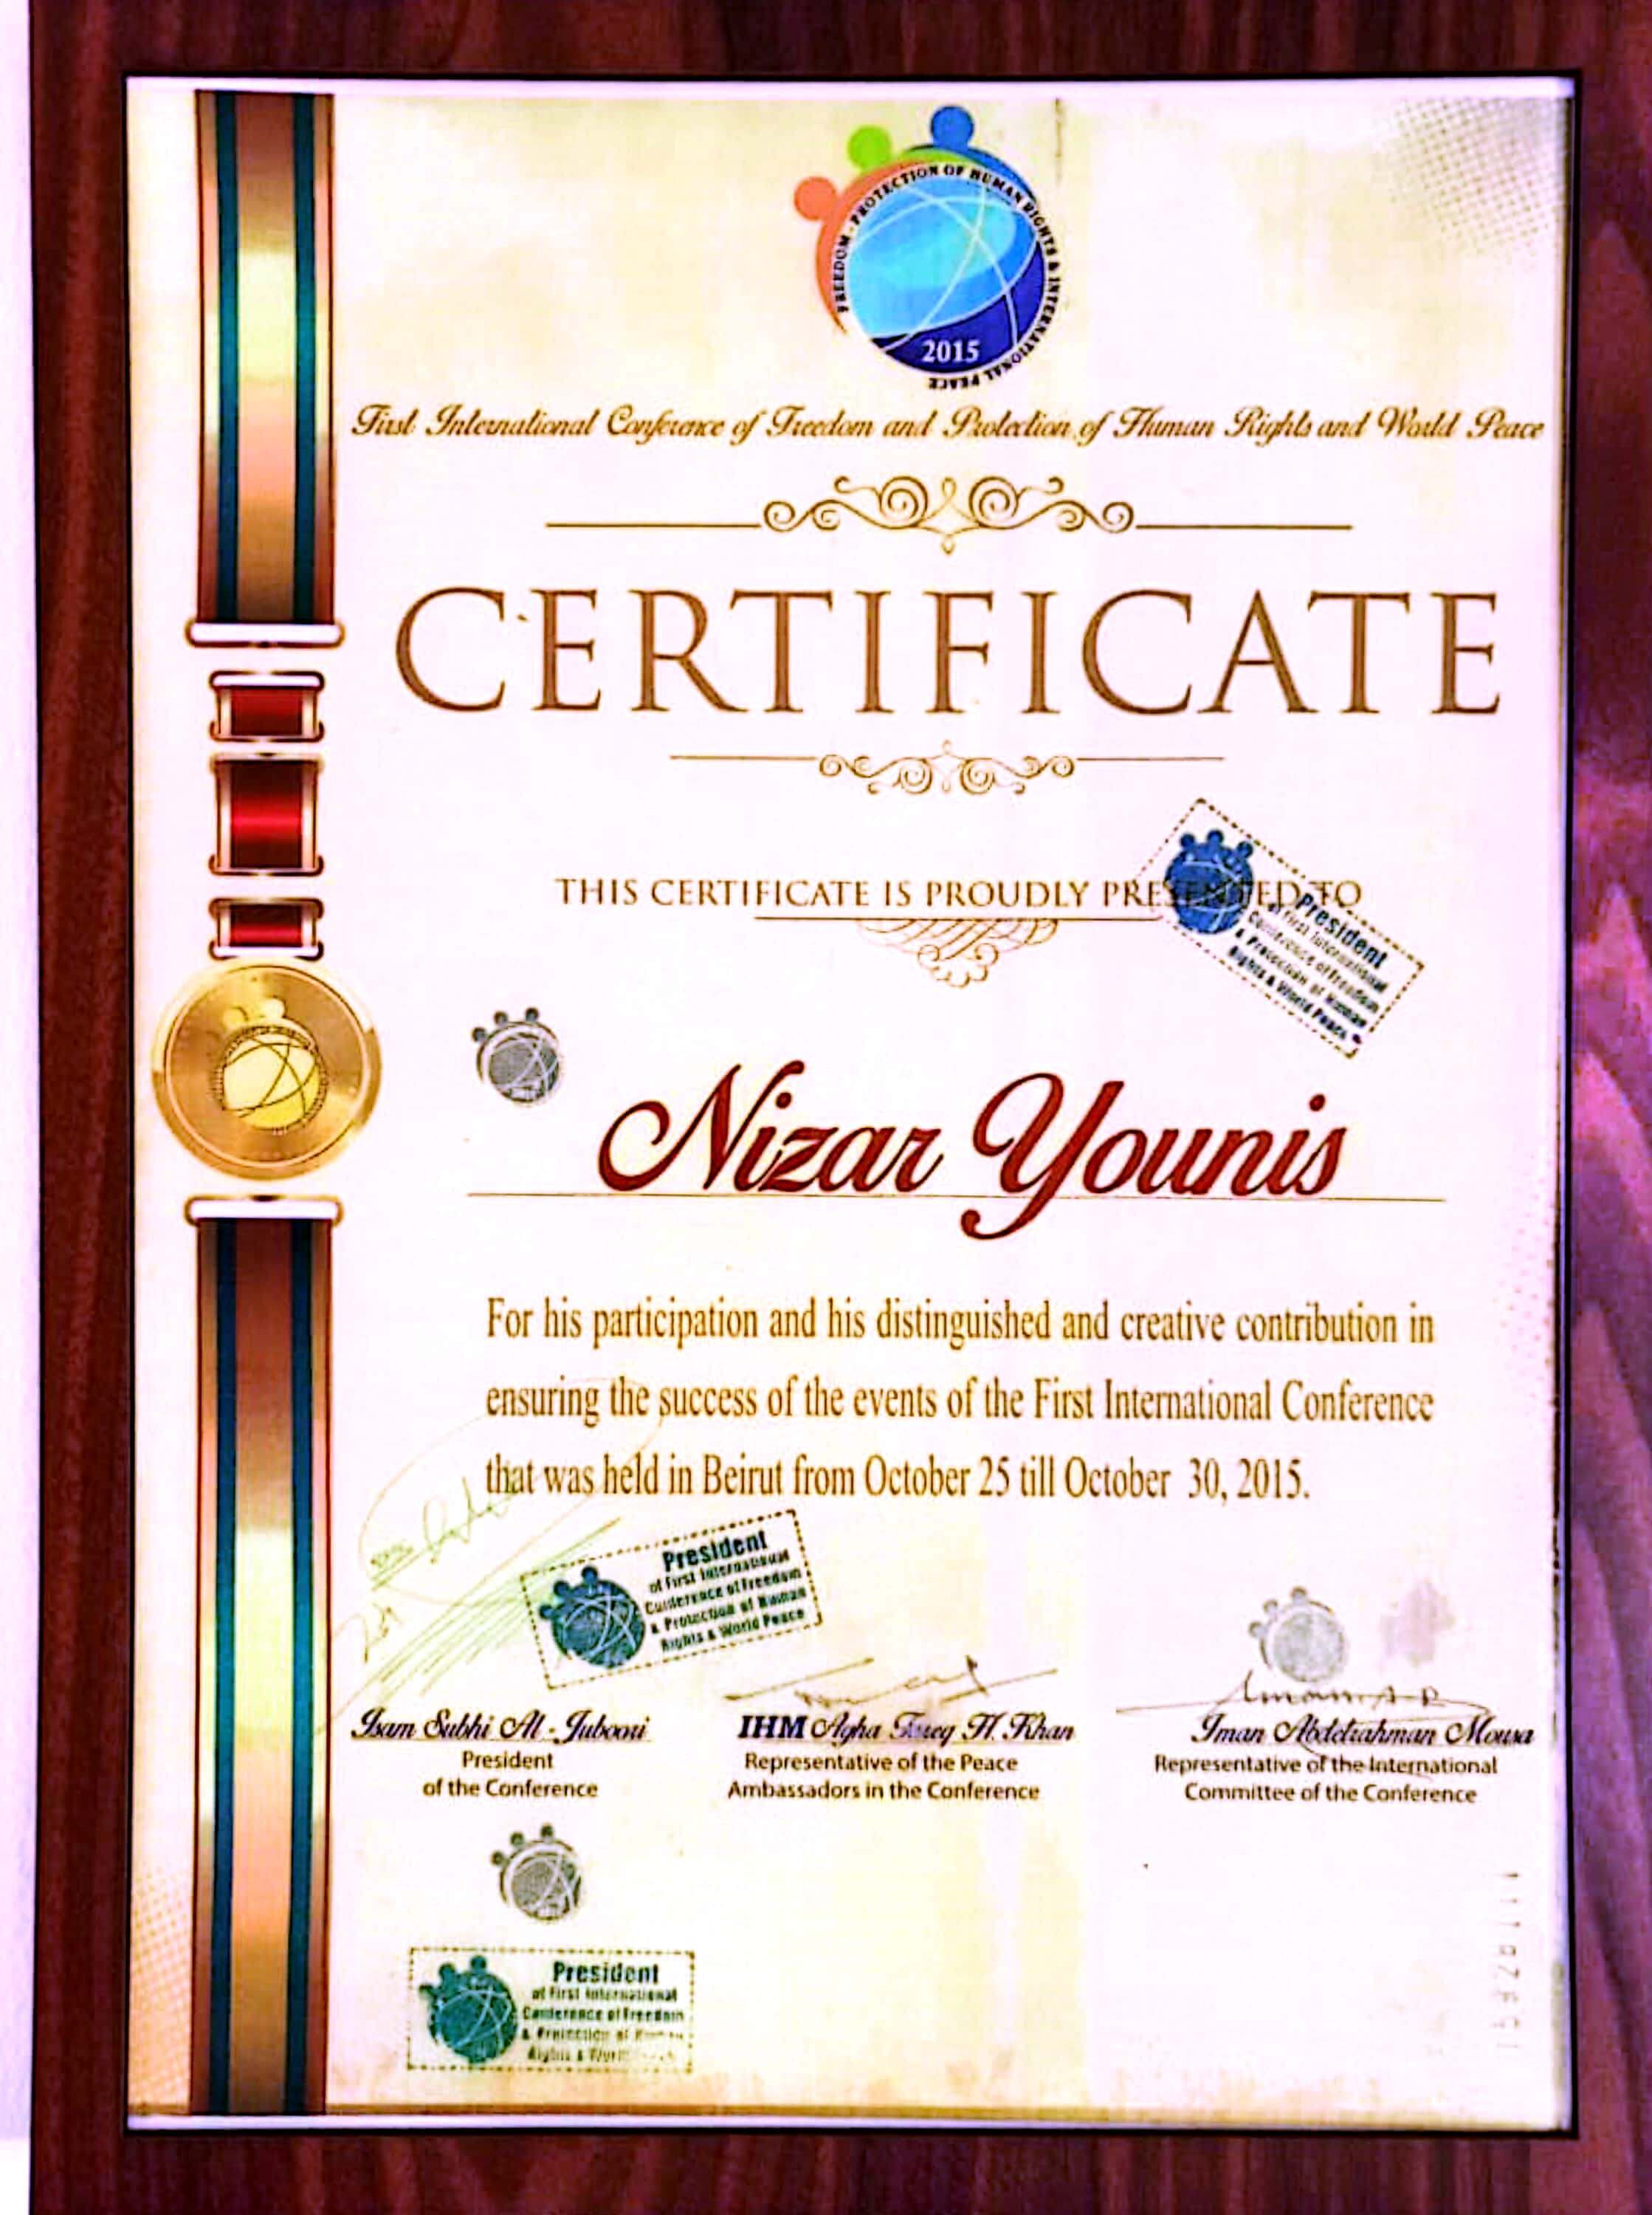 FREEDOM - PROTECTION OF HUMAN RIGHTS & INTERNATIONAL PEACE
2015
First International Conference of Freedom and Protection of Human Rights and World Peace
CERTIFICATE
THIS CERTIFICATE IS PROUDLY PRESENTED TO
President
of First International
Conference of Freedom
& Protection of Human
Rights & World Peace
Nizar Younis
For his participation and his distinguished and creative contribution in
ensuring the success of the events of the First International Conference
that was held in Beirut from October 25 till October 30, 2015.
President
of First International
Conference of Freedom
& Protection of Human
Rights & World Peace
Isam Subhi Al-Juboori
President
of the Conference
IHM Agha Tareq H. Khan
Representative of the Peace
Ambassadors in the Conference
Iman Abdelrahman Mousa
Representative of the International
Committee of the Conference
President
of First International
Conference of Freedom
& Protection of Human
Rights & World